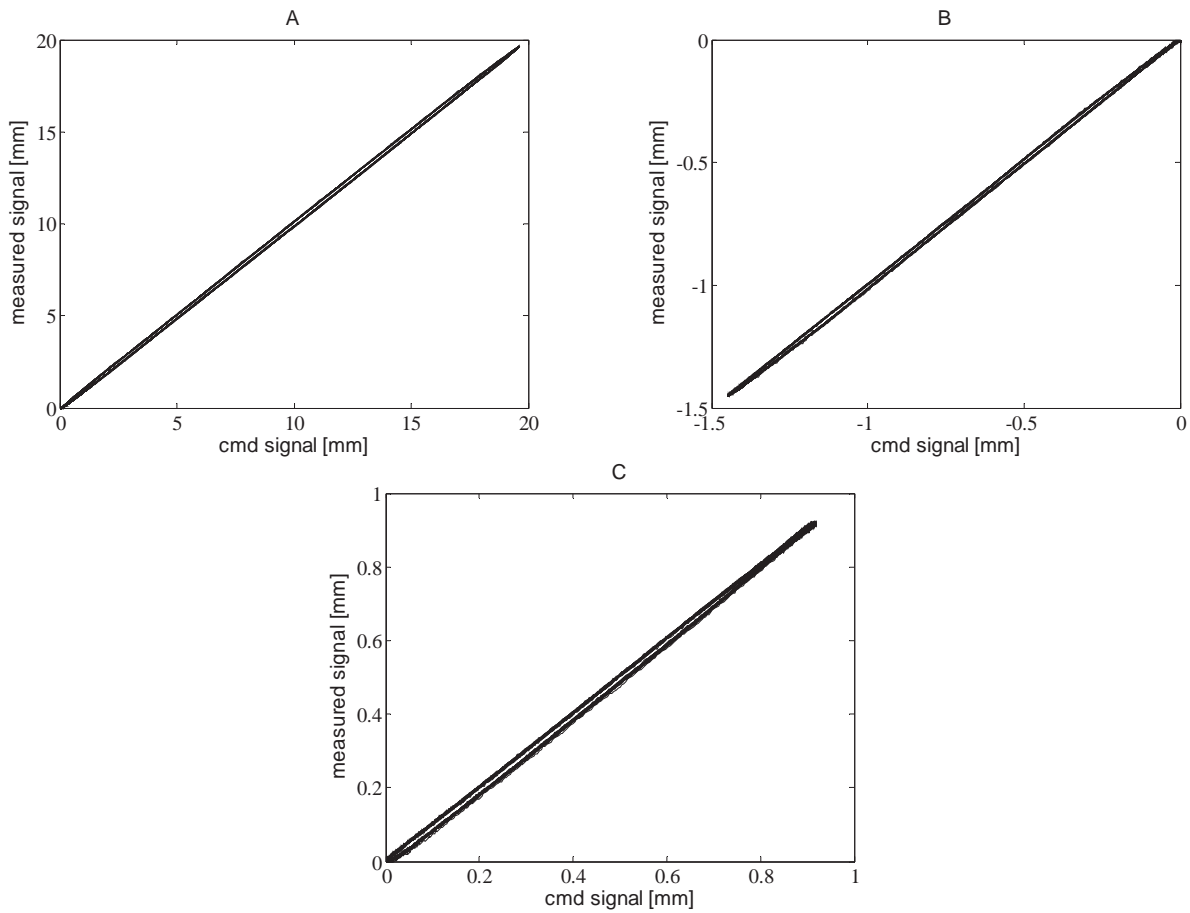 A
20
15
10
5
0
0 5 10 15 20
measured signal [mm]
cmd signal [mm]
B
0
-0.5
-1
-1.5
-1.5 -1 -0.5 0
measured signal [mm]
cmd signal [mm]
C
1
0.8
0.6
0.4
0.2
0
0 0.2 0.4 0.6 0.8 1
measured signal [mm]
cmd signal [mm]